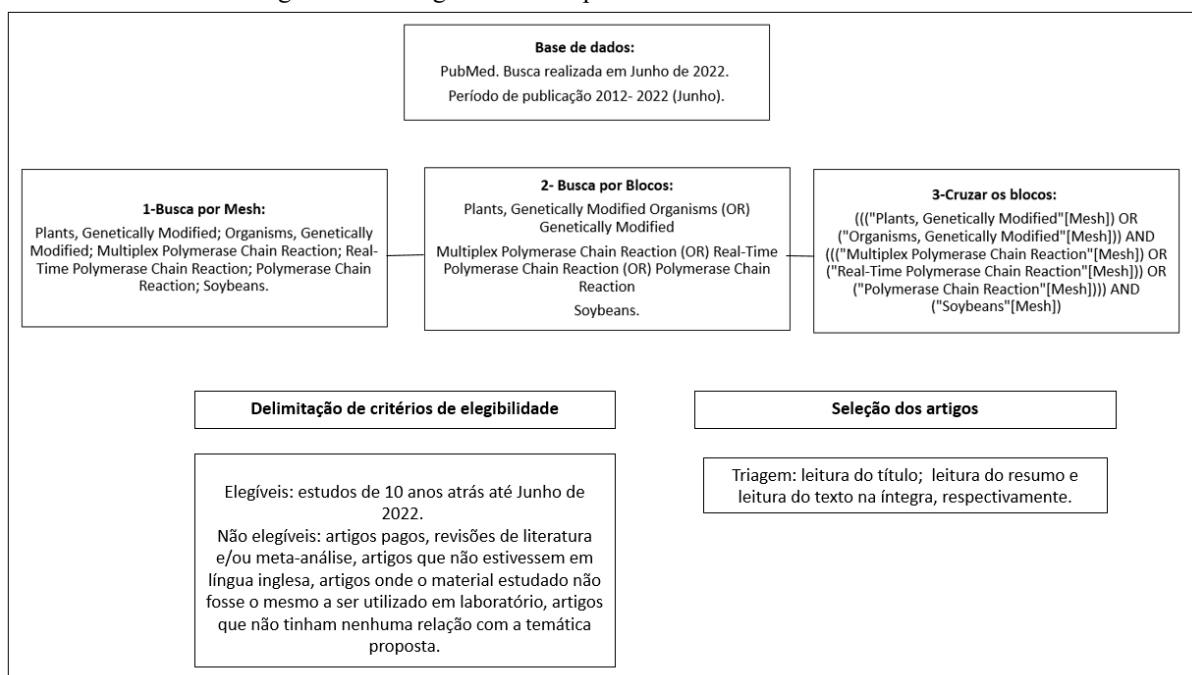 Base de dados:
PubMed. Busca realizada em Junho de 2022.
Período de publicação 2012- 2022 (Junho).
1-Busca por Mesh:
Plants, Genetically Modified; Organisms, Genetically
Modified; Multiplex Polymerase Chain Reaction; Real-
Time Polymerase Chain Reaction; Polymerase Chain
Reaction; Soybeans.
2- Busca por Blocos:
Plants, Genetically Modified Organisms (OR)
Genetically Modified
Multiplex Polymerase Chain Reaction (OR) Real-Time
Polymerase Chain Reaction (OR) Polymerase Chain
Reaction
Soybeans.
3-Cruzar os blocos:
((("Plants, Genetically Modified"[Mesh]) OR
("Organisms, Genetically Modified"[Mesh])) AND
((("Multiplex Polymerase Chain Reaction"[Mesh]) OR
("Real-Time Polymerase Chain Reaction"[Mesh])) OR
("Polymerase Chain Reaction"[Mesh]))) AND
("Soybeans"[Mesh])
Delimitação de critérios de elegibilidade
Elegíveis: estudos de 10 anos atrás até Junho de
2022.
Não elegíveis: artigos pagos, revisões de literatura
e/ou meta-análise, artigos que não estivessem em
língua inglesa, artigos onde o material estudado não
fosse o mesmo a ser utilizado em laboratório, artigos
que não tinham nenhuma relação com a temática
proposta.
Seleção dos artigos
Triagem: leitura do título; leitura do resumo e
leitura do texto na íntegra, respectivamente.